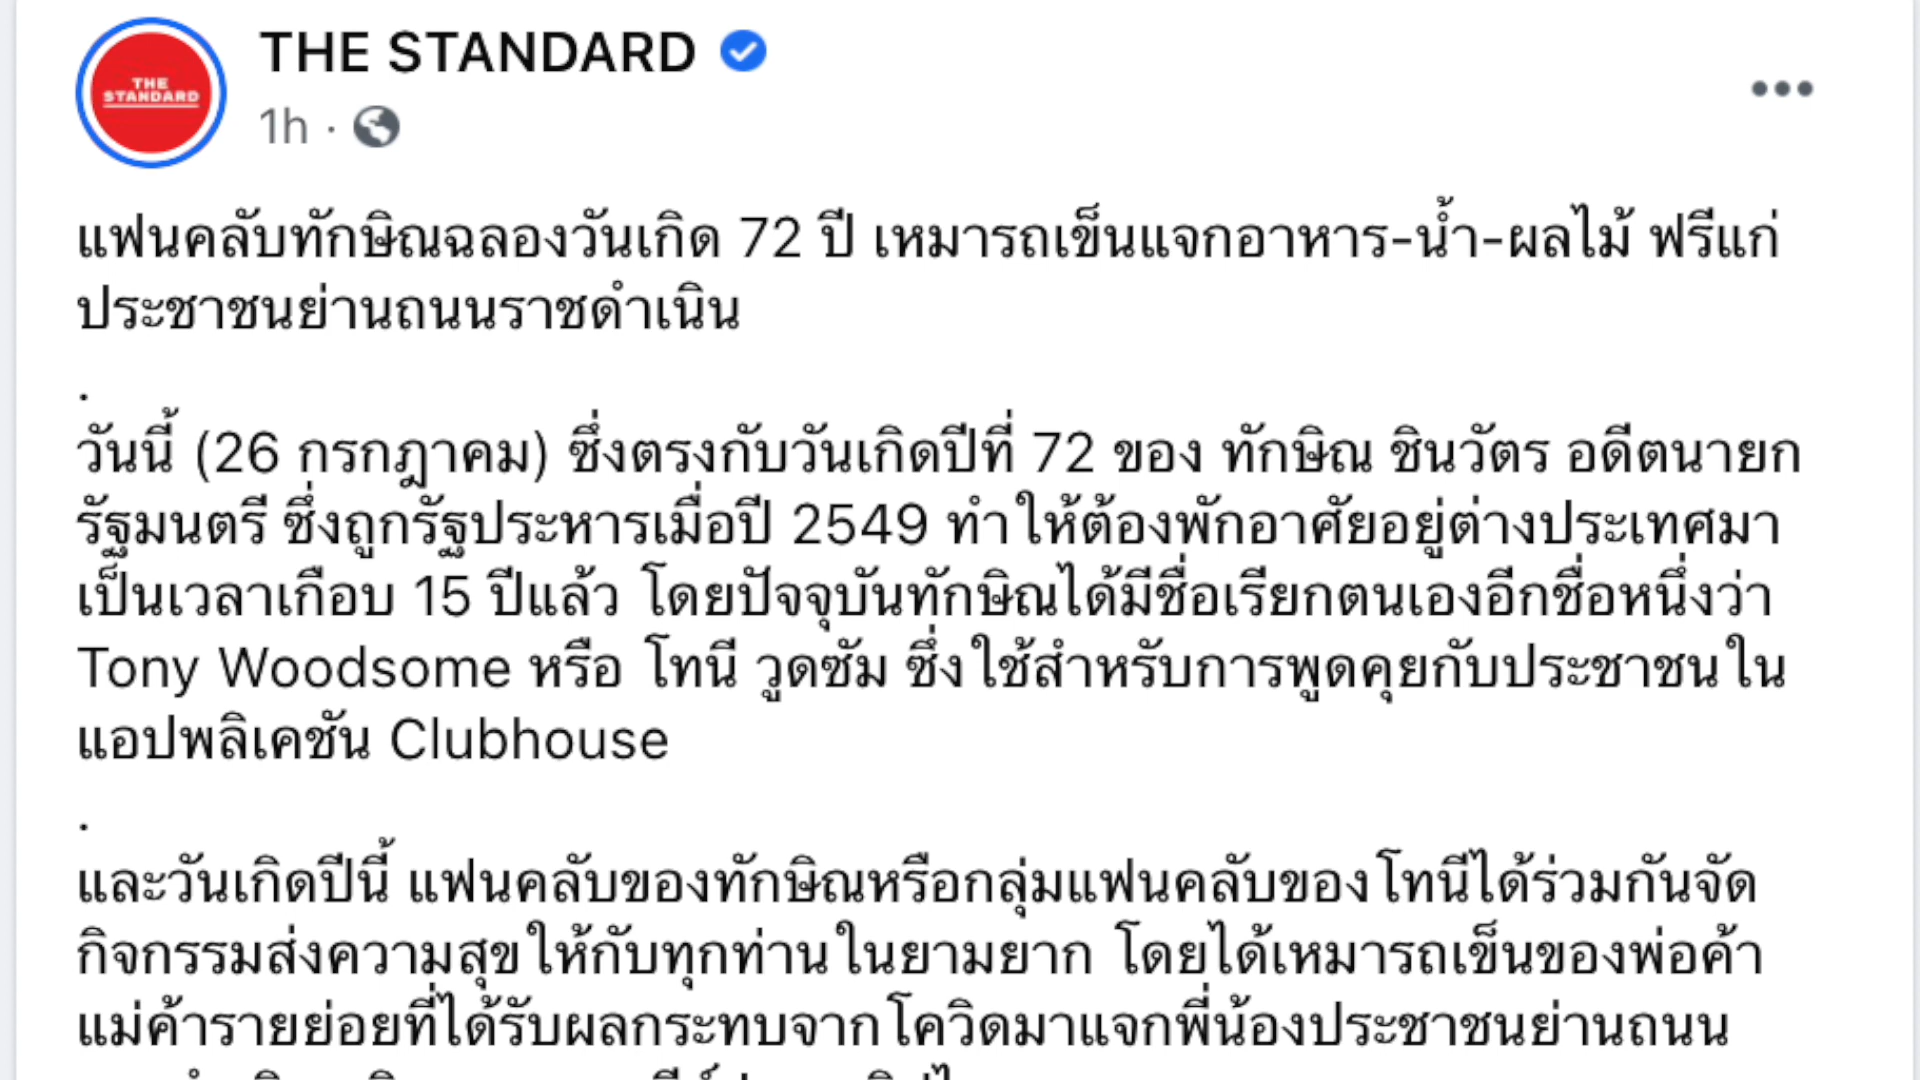 THE STANDARD
THE
STANDARD
1h ·
แฟนคลับทักษิณฉลองวันเกิด 72 ปี เหมารถเข็นแจกอาหาร-น้ำ-ผลไม้ ฟรีแก่
ประชาชนย่านถนนราชดำเนิน
.
วันนี้ (26 กรกฎาคม) ซึ่งตรงกับวันเกิดปีที่ 72 ของ ทักษิณ ชินวัตร อดีตนายก
รัฐมนตรี ซึ่งถูกรัฐประหารเมื่อปี 2549 ทำให้ต้องพักอาศัยอยู่ต่างประเทศมา
เป็นเวลาเกือบ 15 ปีแล้ว โดยปัจจุบันทักษิณได้มีชื่อเรียกตนเองอีกชื่อหนึ่งว่า
Tony Woodsome หรือ โทนี วูดซัม ซึ่งใช้สำหรับการพูดคุยกับประชาชนใน
แอปพลิเคชัน Clubhouse
.
และวันเกิดปีนี้ แฟนคลับของทักษิณหรือกลุ่มแฟนคลับของโทนีได้ร่วมกันจัด
กิจกรรมส่งความสุขให้กับทุกท่านในยามยาก โดยได้เหมารถเข็นของพ่อค้า
แม่ค้ารายย่อยที่ได้รับผลกระทบจากโควิดมาแจกพี่น้องประชาชนย่านถนน